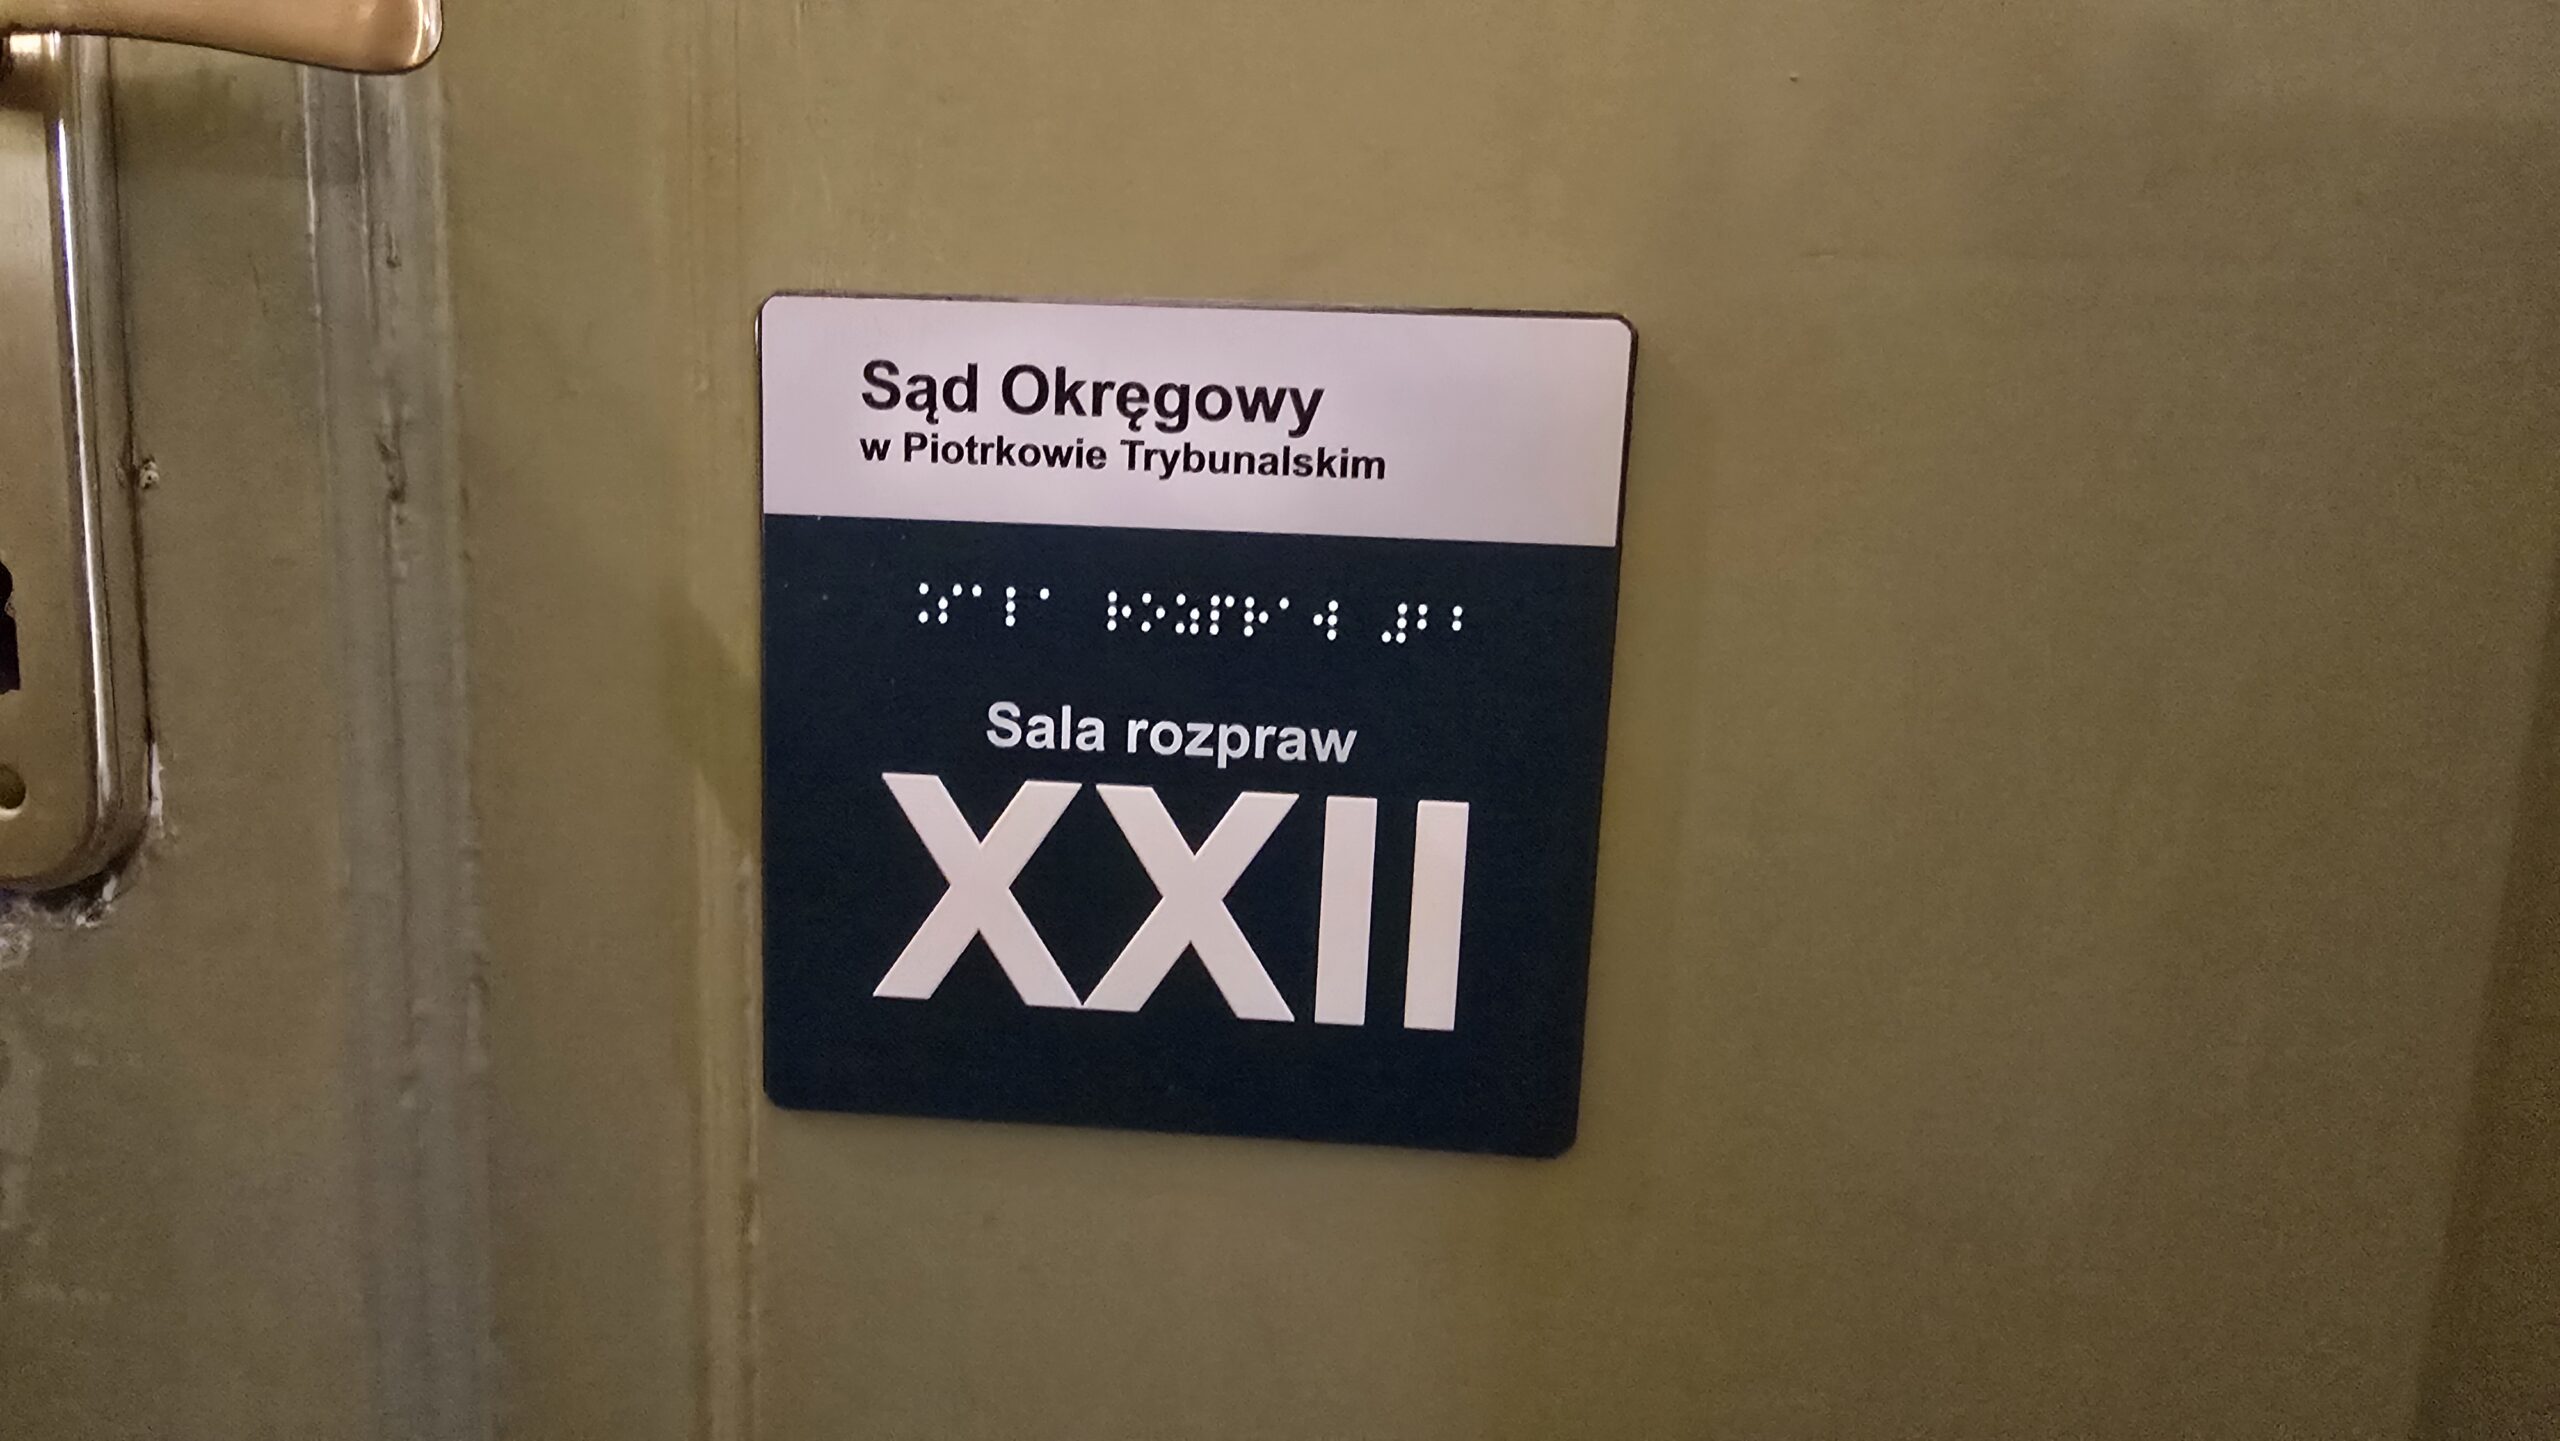 Sąd Okręgowy
w Piotrkowie Trybunalskim
⠨⠎⠁⠇⠁ ⠗⠕⠵⠏⠗⠁⠺ ⠼⠃⠃
Sala rozpraw
XXII